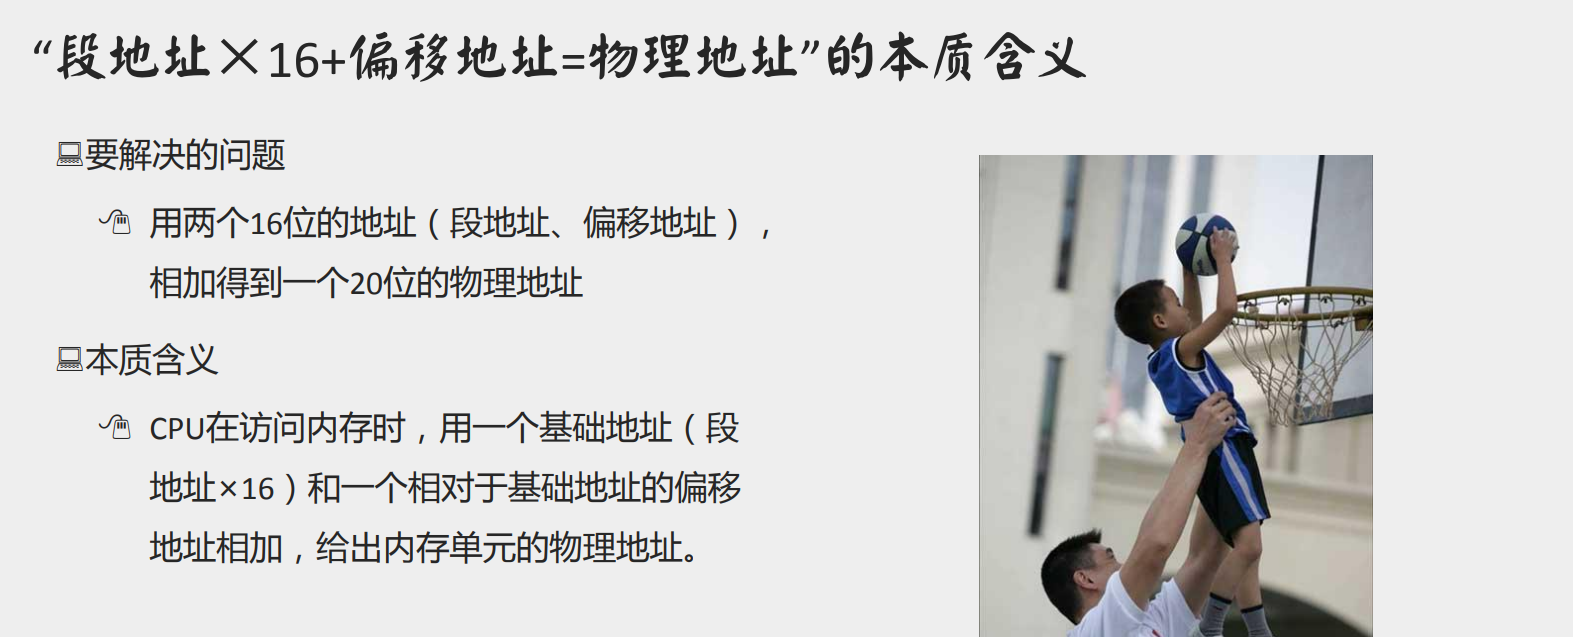 “段地址×16+偏移地址=物理地址”的本质含义
要解决的问题
用两个16位的地址（段地址、偏移地址），
相加得到一个20位的物理地址
本质含义
CPU在访问内存时，用一个基础地址（段
地址×16）和一个相对于基础地址的偏移
地址相加，给出内存单元的物理地址。